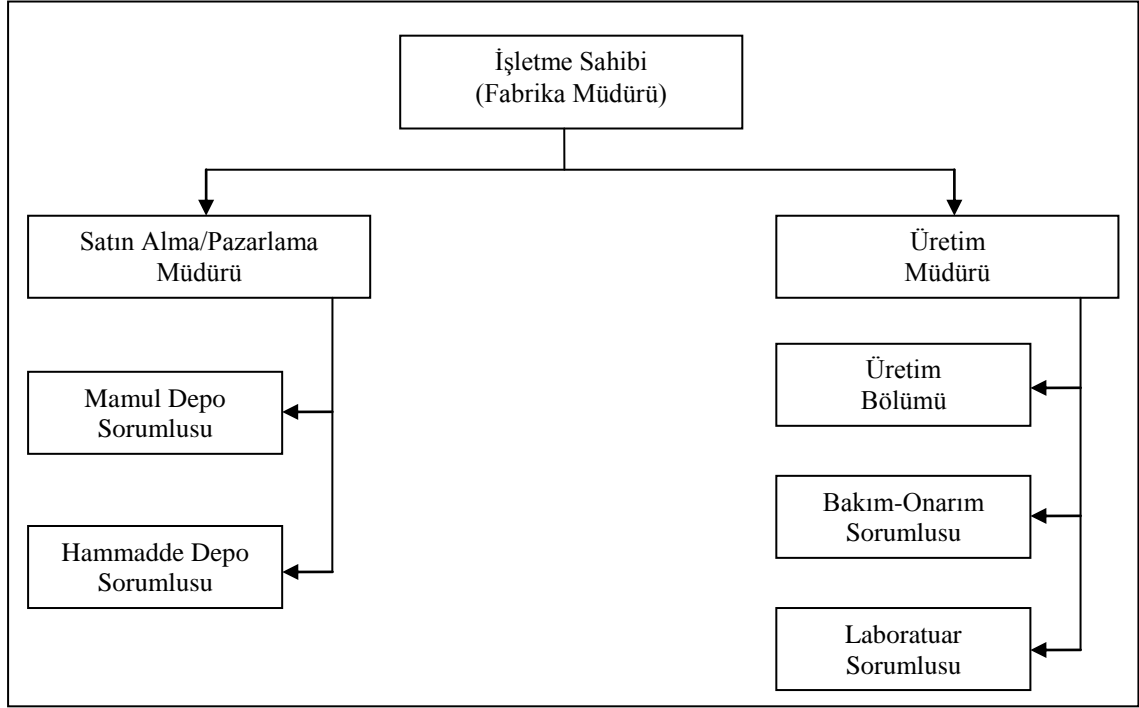 İşletme Sahibi
(Fabrika Müdürü)
Satın Alma/Pazarlama
Müdürü
Üretim
Müdürü
Mamul Depo
Sorumlusu
Hammadde Depo
Sorumlusu
Üretim
Bölümü
Bakım-Onarım
Sorumlusu
Laboratuar
Sorumlusu